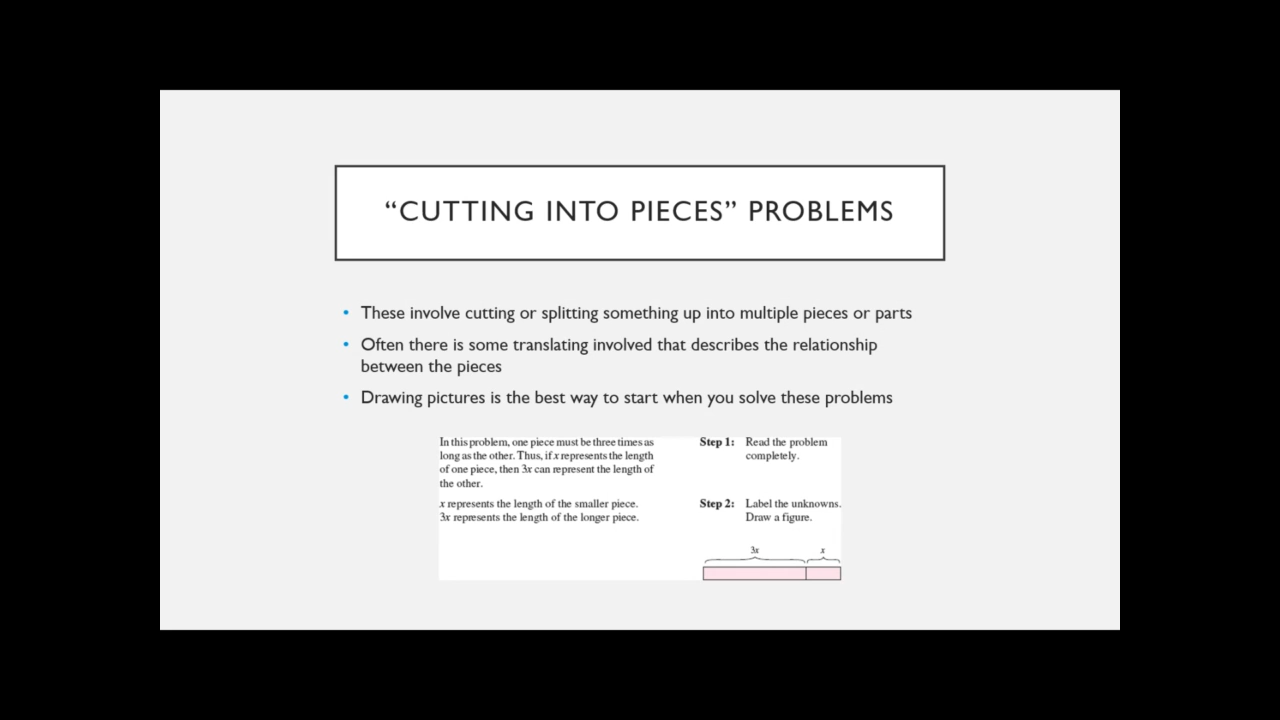 “CUTTING INTO PIECES” PROBLEMS
• These involve cutting or splitting something up into multiple pieces or parts
• Often there is some translating involved that describes the relationship
between the pieces
• Drawing pictures is the best way to start when you solve these problems
In this problem, one piece must be three times as
long as the other. Thus, if x represents the length
of one piece, then 3x can represent the length of
the other.
x represents the length of the smaller piece.
3x represents the length of the longer piece.
Step 1: Read the problem
completely.
Step 2: Label the unknowns.
Draw a figure.
3x x